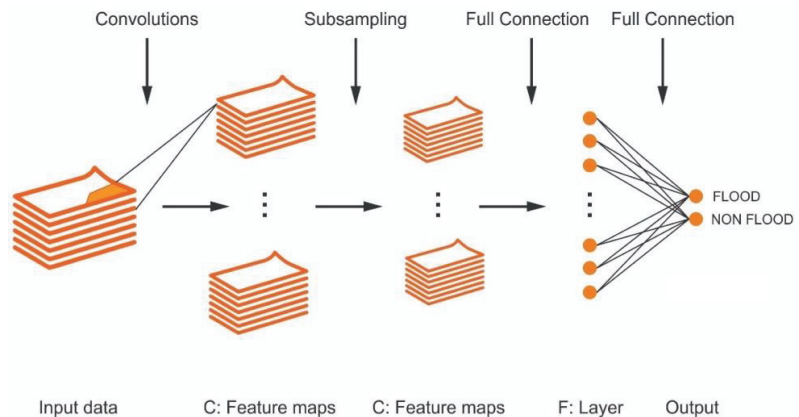 Convolutions
Subsampling
Full Connection
Full Connection
FLOOD
NON FLOOD
Input data
C: Feature maps
C: Feature maps
F: Layer
Output